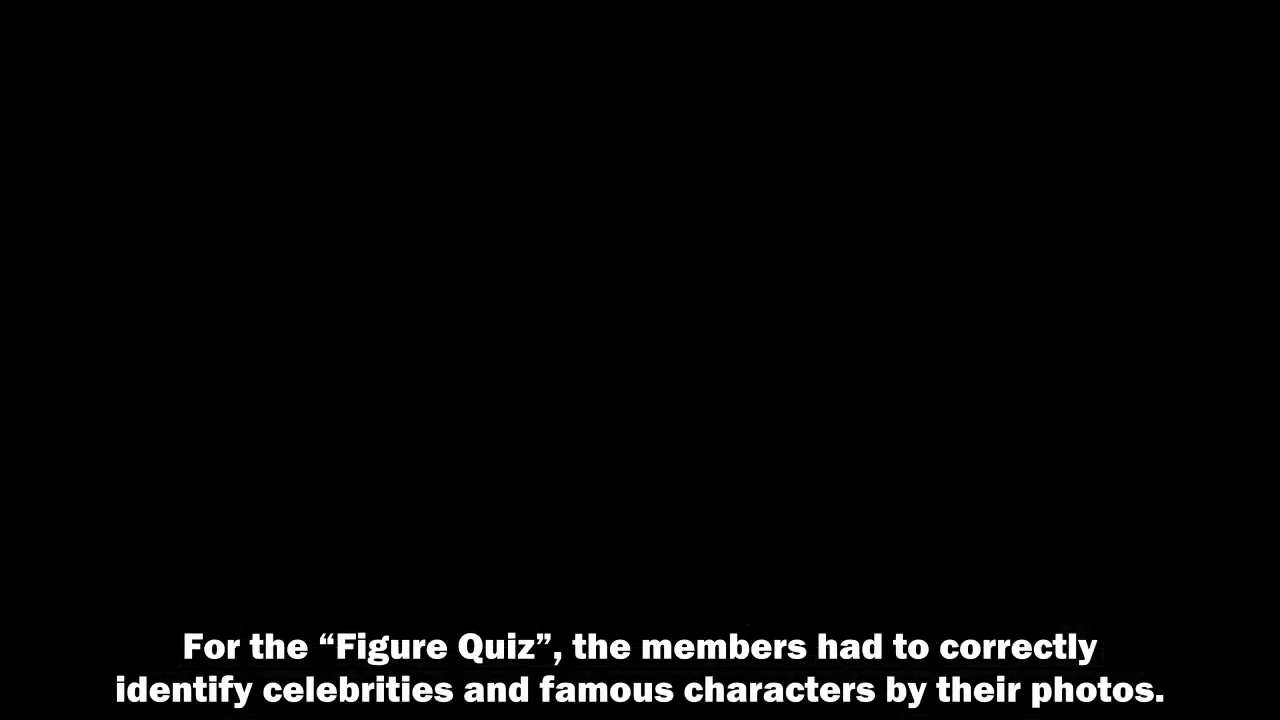 For the “Figure Quiz”, the members had to correctly
identify celebrities and famous characters by their photos.